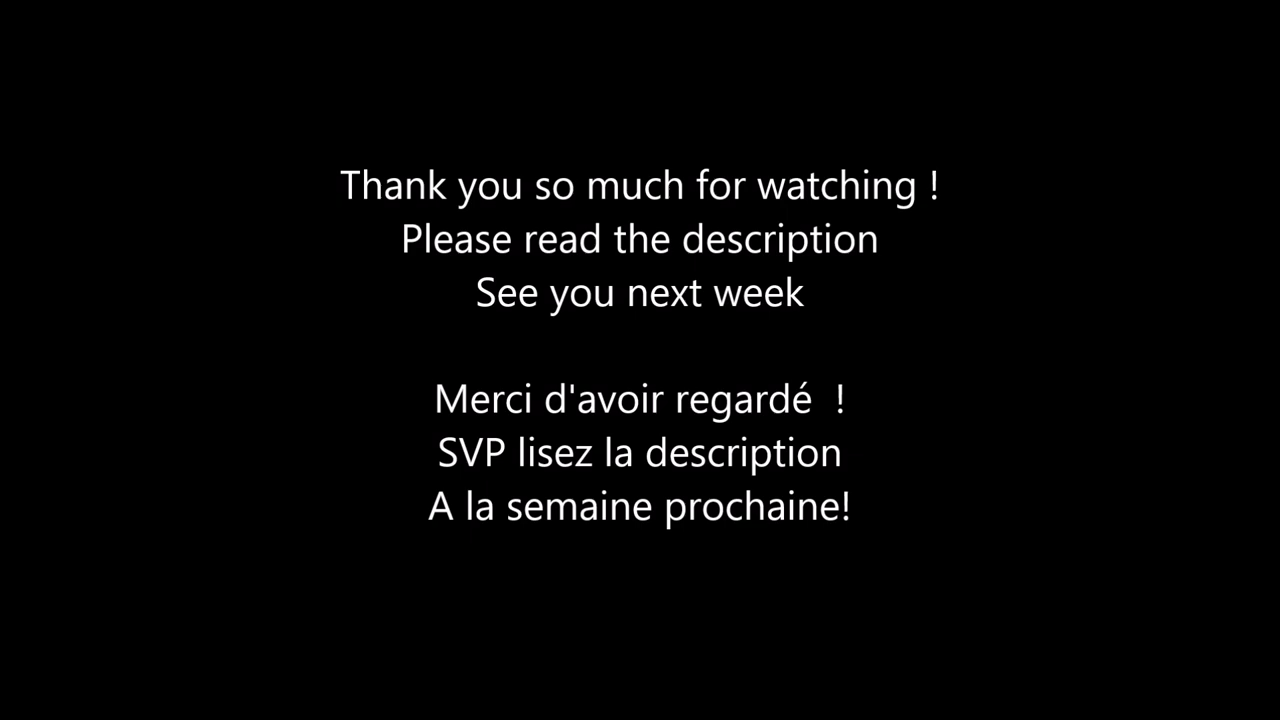 Thank you so much for watching !
Please read the description
See you next week
Merci d'avoir regardé  !
SVP lisez la description
A la semaine prochaine!